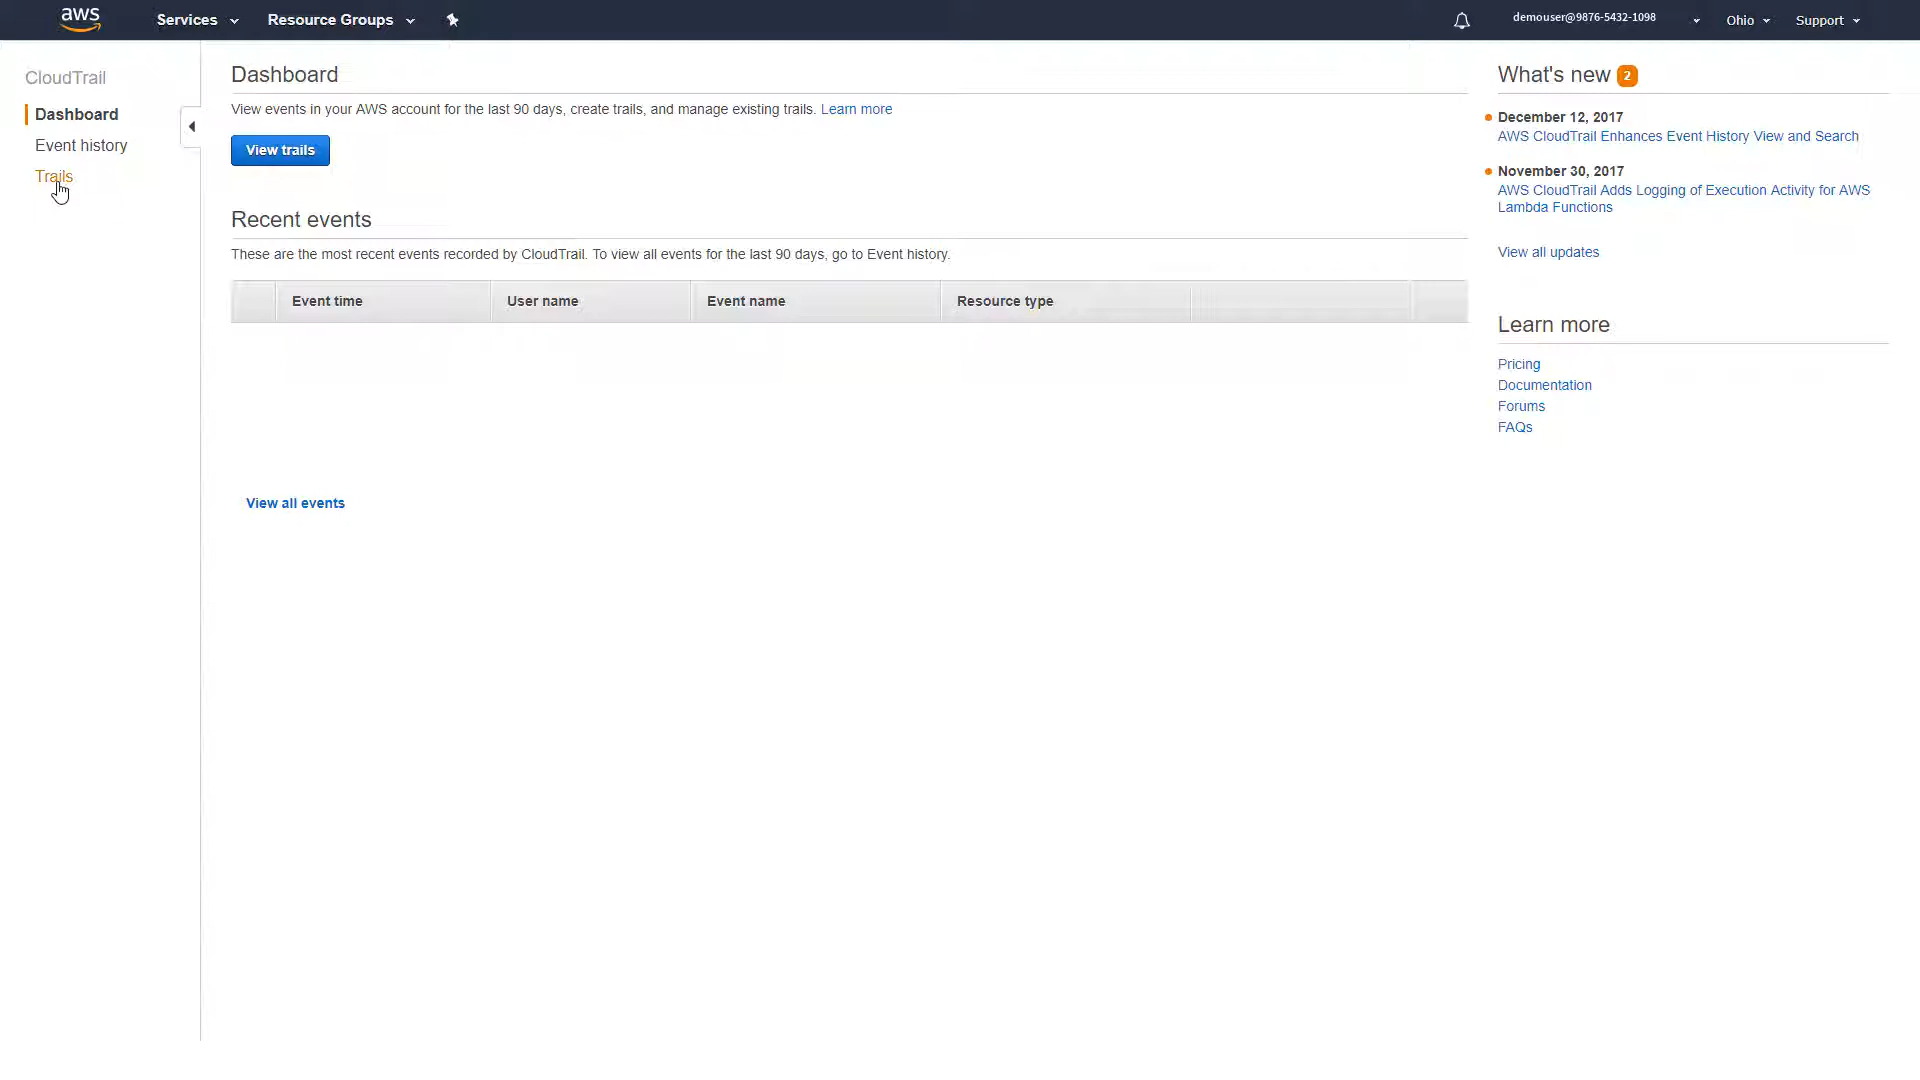 aws
Services
Resource Groups
demouser@9876-5432-1098
Ohio
Support
CloudTrail
Dashboard
Event history
Trails
Dashboard
View events in your AWS account for the last 90 days, create trails, and manage existing trails. Learn more
View trails
Recent events
These are the most recent events recorded by CloudTrail. To view all events for the last 90 days, go to Event history.
Event time
User name
Event name
Resource type
View all events
What's new 2
December 12, 2017
AWS CloudTrail Enhances Event History View and Search
November 30, 2017
AWS CloudTrail Adds Logging of Execution Activity for AWS
Lambda Functions
View all updates
Learn more
Pricing
Documentation
Forums
FAQs